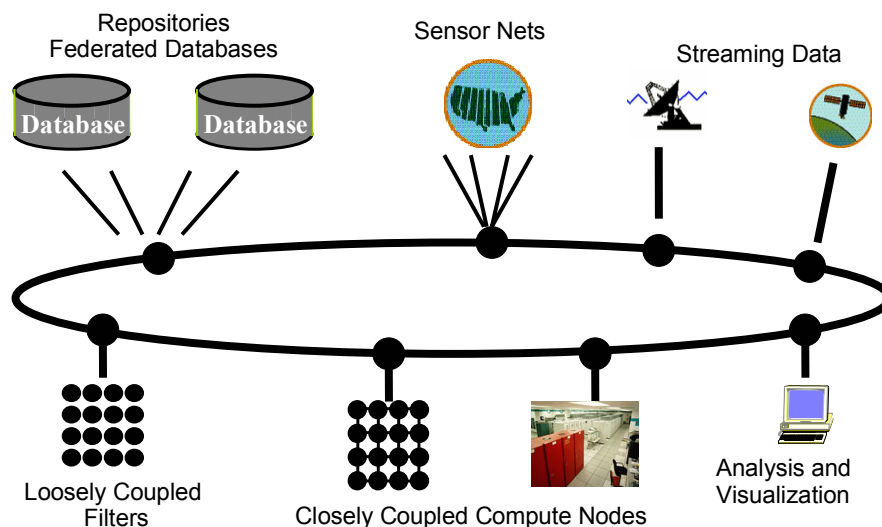 Repositories
Federated Databases
Sensor Nets
Streaming Data
Database
Database
Loosely Coupled
Filters
Closely Coupled Compute Nodes
Analysis and
Visualization